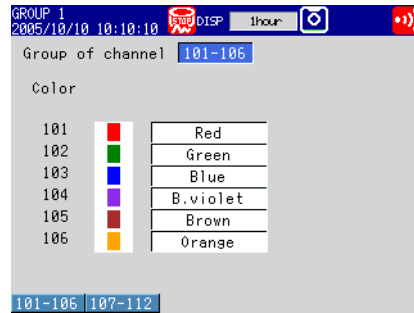 GROUP 1
2005/10/10 10:10:10 STOP DISP 1hour
Group of channel 101-106
Color
101 Red
102 Green
103 Blue
104 B.violet
105 Brown
106 Orange
101-106 107-112